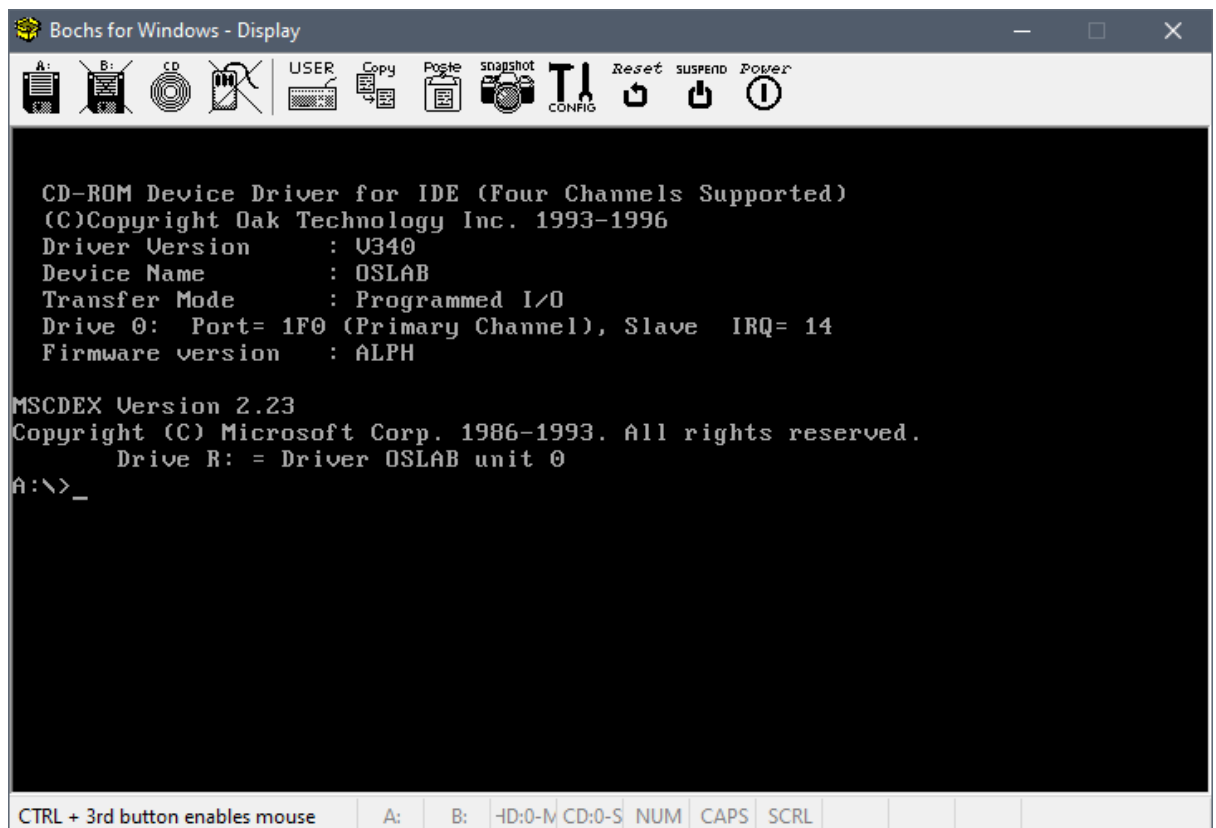 Bochs for Windows - Display
A: B: CD USER Copy Paste snapshot CONFIG Reset SUSPEND Power
CD-ROM Device Driver for IDE (Four Channels Supported)
(C)Copyright Oak Technology Inc. 1993-1996
Driver Version : V340
Device Name : OSLAB
Transfer Mode : Programmed I/O
Drive 0: Port= 1F0 (Primary Channel), Slave IRQ= 14
Firmware version : ALPH
MSCDEX Version 2.23
Copyright (C) Microsoft Corp. 1986-1993. All rights reserved.
Drive R: = Driver OSLAB unit 0
A:\>_
CTRL + 3rd button enables mouse A: B: HD:0-M CD:0-S NUM CAPS SCRL